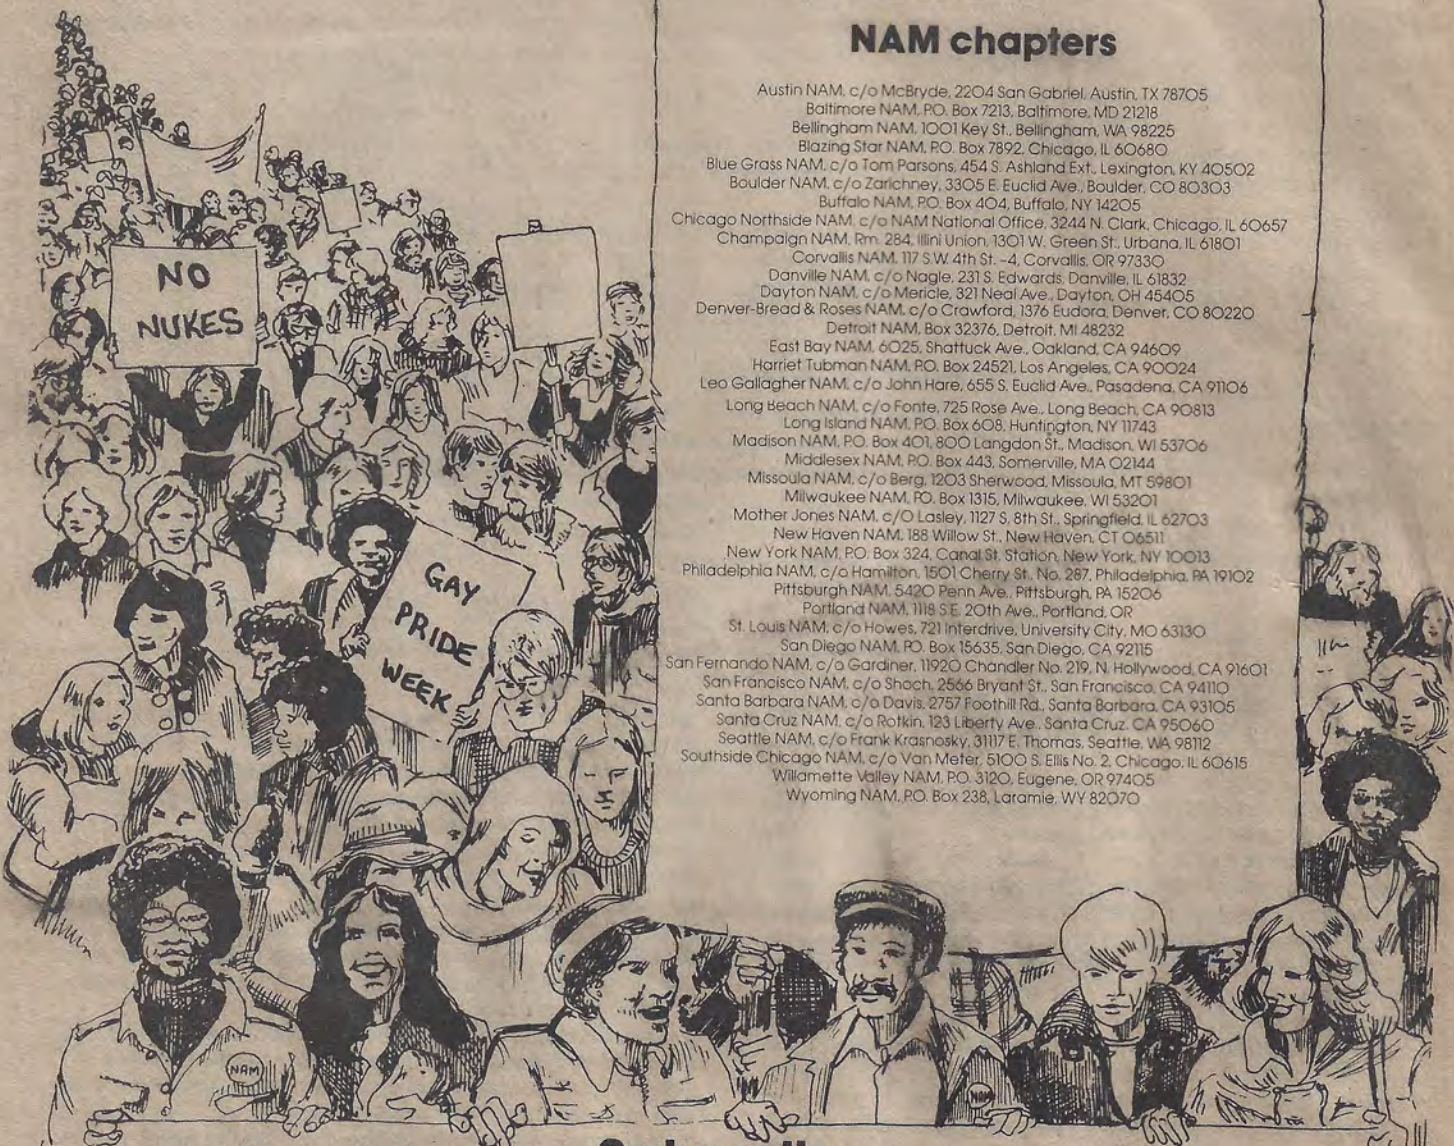 NAM chapters
Austin NAM, c/o McBryde, 2204 San Gabriel, Austin, TX 78705
Baltimore NAM, P.O. Box 7213, Baltimore, MD 21218
Bellingham NAM, 1001 Key St., Bellingham, WA 98225
Blazing Star NAM, P.O. Box 7892, Chicago, IL 60680
Blue Grass NAM, c/o Tom Parsons, 454 S. Ashland Ext., Lexington, KY 40502
Boulder NAM, c/o Zarichney, 3305 E. Euclid Ave., Boulder, CO 80303
Buffalo NAM, P.O. Box 404, Buffalo, NY 14205
Chicago Northside NAM, c/o NAM National Office, 3244 N. Clark, Chicago, IL 60657
Champaign NAM, Rm. 284, Illini Union, 1301 W. Green St., Urbana, IL 61801
Corvallis NAM, 117 S.W. 4th St. -4, Corvallis, OR 97330
Danville NAM, c/o Nagle, 231 S. Edwards, Danville, IL 61832
Dayton NAM, c/o Mericle, 321 Neal Ave., Dayton, OH 45405
Denver-Bread & Roses NAM, c/o Crawford, 1376 Eudora, Denver, CO 80220
Detroit NAM, Box 32376, Detroit, MI 48232
East Bay NAM, 6025, Shattuck Ave., Oakland, CA 94609
Harriet Tubman NAM, P.O. Box 24521, Los Angeles, CA 90024
Leo Gallagher NAM, c/o John Hare, 655 S. Euclid Ave., Pasadena, CA 91106
Long Beach NAM, c/o Fonte, 725 Rose Ave., Long Beach, CA 90813
Long Island NAM, P.O. Box 608, Huntington, NY 11743
Madison NAM, P.O. Box 401, 800 Langdon St., Madison, WI 53706
Middlesex NAM, P.O. Box 443, Somerville, MA 02144
Missoula NAM, c/o Berg, 1203 Sherwood, Missoula, MT 59801
Milwaukee NAM, P.O. Box 1315, Milwaukee, WI 53201
Mother Jones NAM, c/O Lasley, 1127 S. 8th St., Springfield, IL 62703
New Haven NAM, 188 Willow St., New Haven, CT 06511
New York NAM, P.O. Box 324, Canal St. Station, New York, NY 10013
Philadelphia NAM, c/o Hamilton, 1501 Cherry St., No. 287, Philadelphia, PA 19102
Pittsburgh NAM, 5420 Penn Ave., Pittsburgh, PA 15206
Portland NAM, 1118 S.E. 20th Ave., Portland, OR
St. Louis NAM, c/o Howes, 721 Interdrive, University City, MO 63130
San Diego NAM, P.O. Box 15635, San Diego, CA 92115
San Fernando NAM, c/o Gardiner, 11920 Chandler No. 219, N. Hollywood, CA 91601
San Francisco NAM, c/o Shoch, 2566 Bryant St., San Francisco, CA 94110
Santa Barbara NAM, c/o Davis, 2757 Foothill Rd., Santa Barbara, CA 93105
Santa Cruz NAM, c/o Rotkin, 123 Liberty Ave., Santa Cruz, CA 95060
Seattle NAM, c/o Frank Krasnosky, 31117 E. Thomas, Seattle, WA 98112
Southside Chicago NAM, c/o Van Meter, 5100 S. Ellis No. 2, Chicago, IL 60615
Willamette Valley NAM, P.O. 3120, Eugene, OR 97405
Wyoming NAM, P.O. Box 238, Laramie, WY 82070
NO
NUKES
GAY
PRIDE
WEEK
NAM
NAM